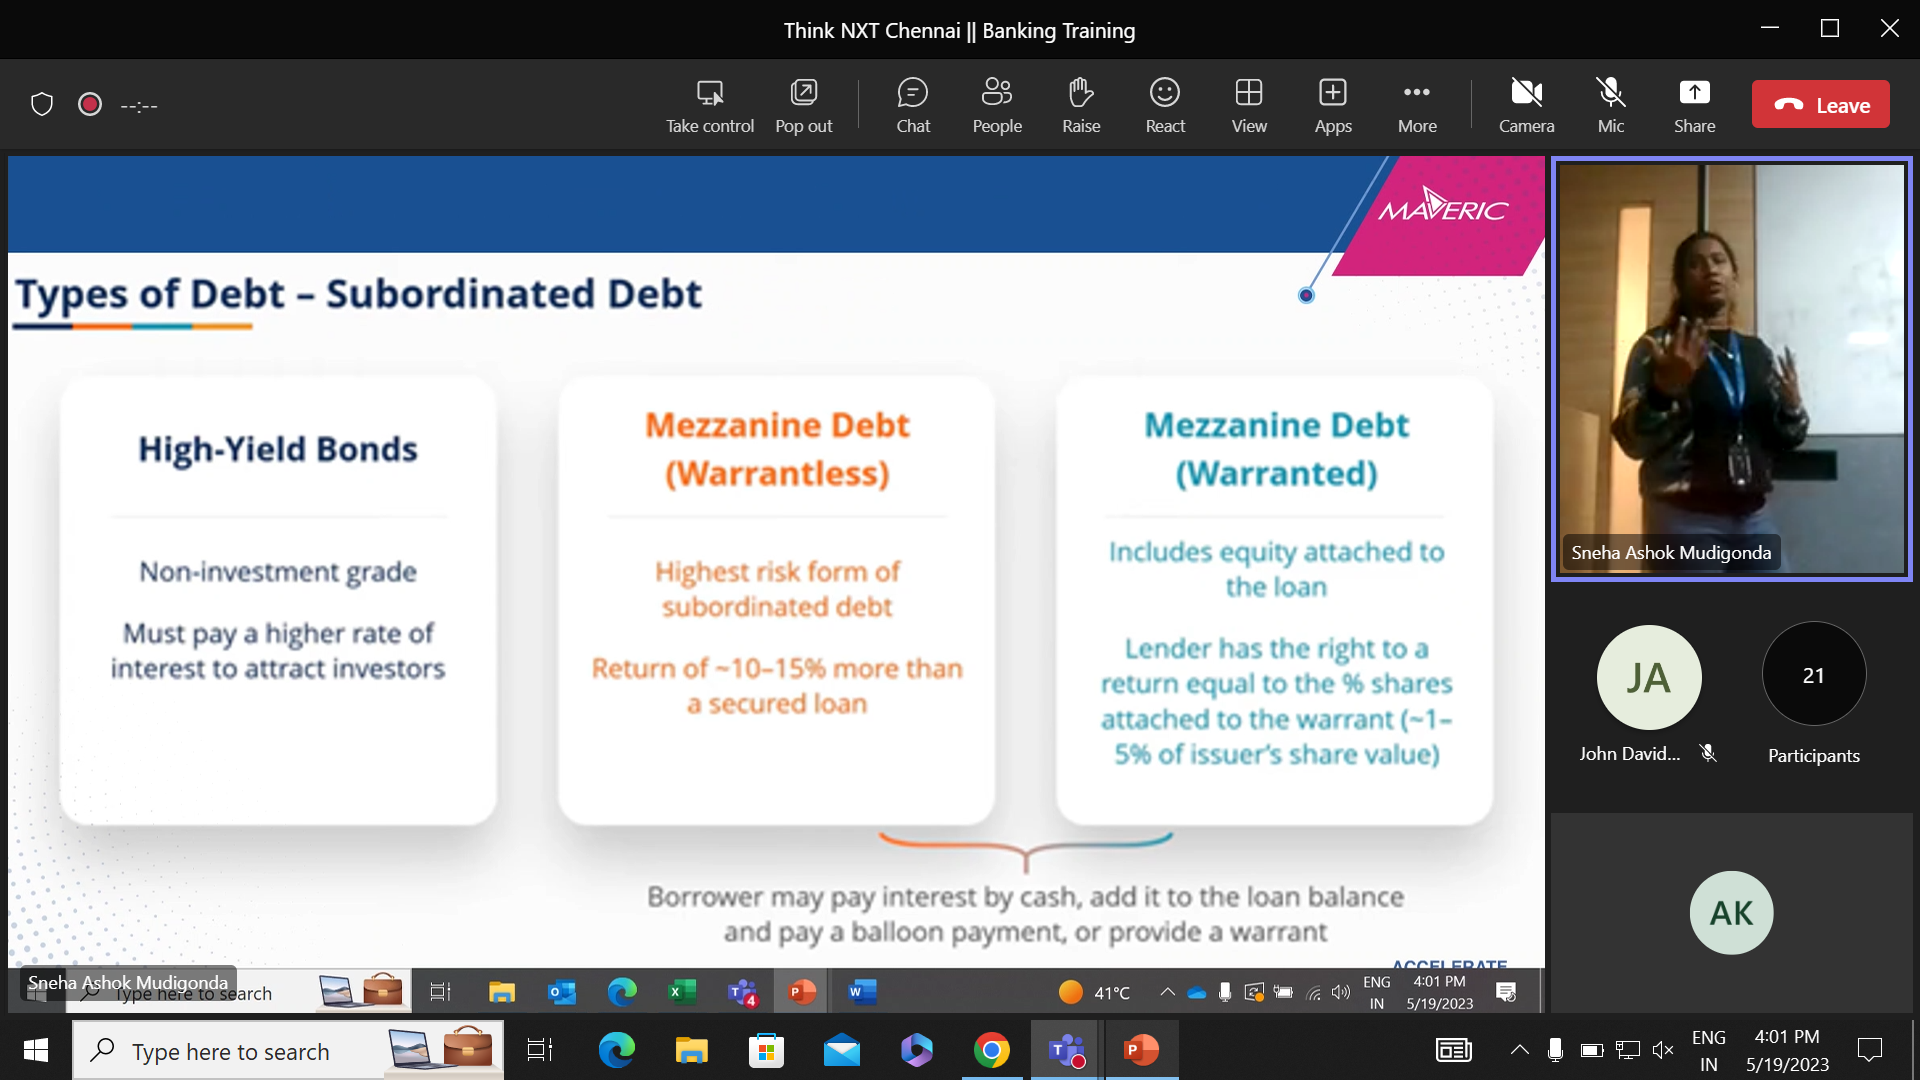 Think NXT Chennai || Banking Training
--:--
Take control
Pop out
Chat
People
Raise
React
View
Apps
More
Camera
Mic
Share
Leave
MAVERIC
Types of Debt – Subordinated Debt
High-Yield Bonds
Non-investment grade
Must pay a higher rate of
interest to attract investors
Mezzanine Debt
(Warrantless)
Highest risk form of
subordinated debt
Return of ~10–15% more than
a secured loan
Mezzanine Debt
(Warranted)
Includes equity attached to
the loan
Lender has the right to a
return equal to the % shares
attached to the warrant (~1–
5% of issuer's share value)
Borrower may pay interest by cash, add it to the loan balance
and pay a balloon payment, or provide a warrant
ACCELERATE
Sneha Ashok Mudigonda
JA
John David...
21
Participants
AK
Sneha Ashok Mudigonda
Type here to search
4
41°C
ENG
IN
4:01 PM
5/19/2023
Type here to search
ENG
IN
4:01 PM
5/19/2023